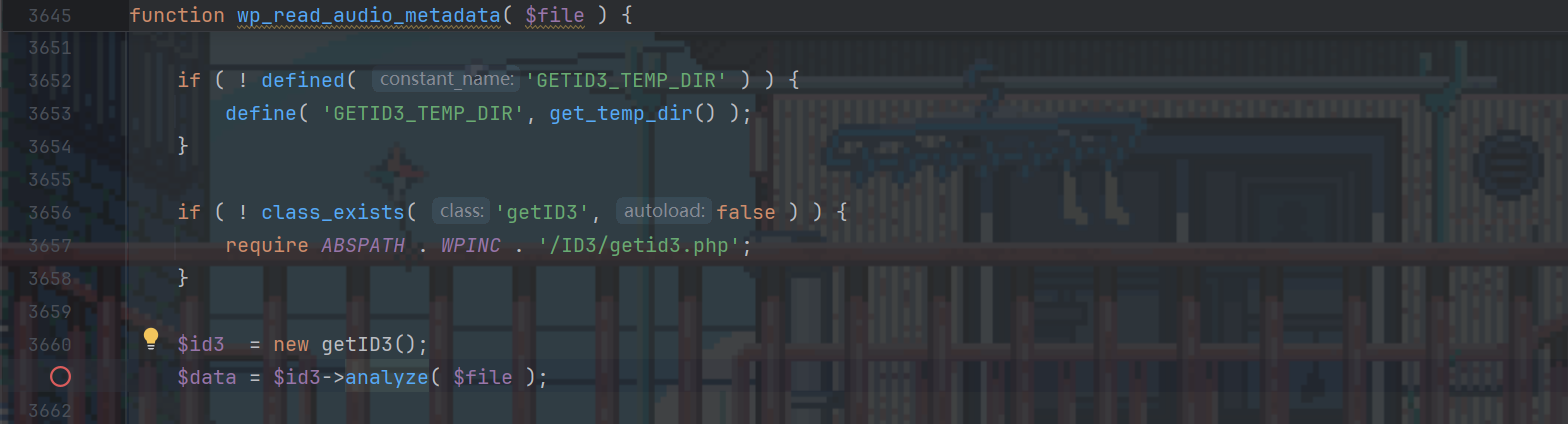 3645 function wp_read_audio_metadata( $file ) {
3651
3652 if ( ! defined( constant_name: 'GETID3_TEMP_DIR' ) ) {
3653 define( 'GETID3_TEMP_DIR', get_temp_dir() );
3654 }
3655
3656 if ( ! class_exists( class: 'getID3', autoload: false ) ) {
3657 require ABSPATH . WPINC . '/ID3/getid3.php';
3658 }
3659
3660 $id3 = new getID3();
$data = $id3->analyze( $file );
3662